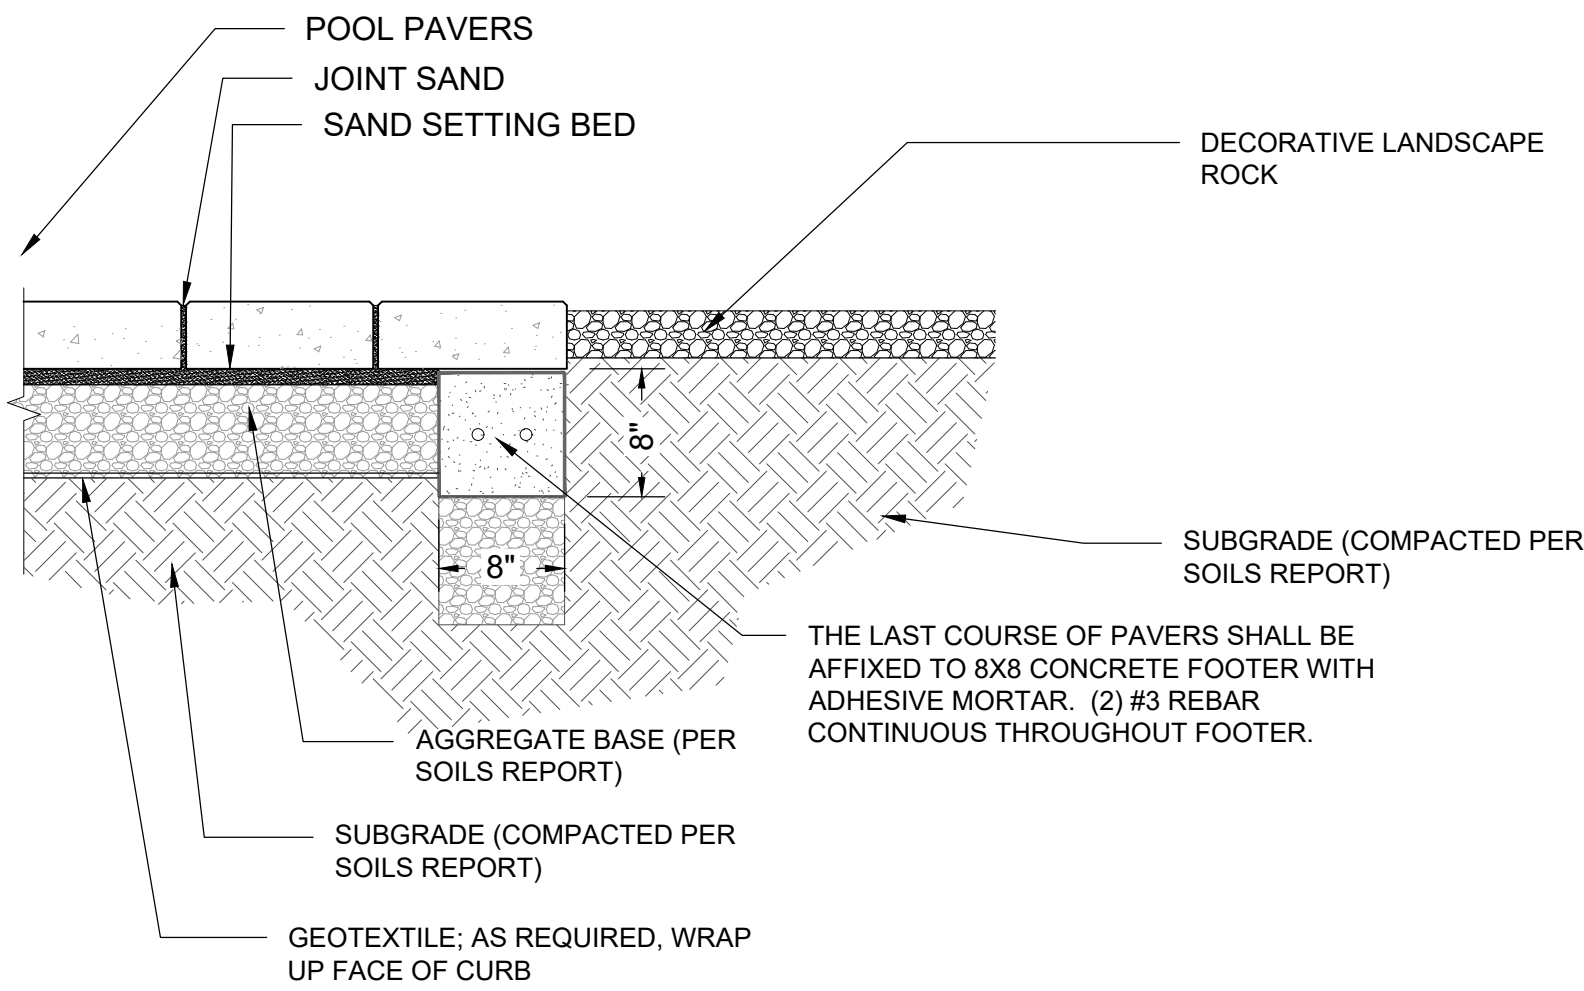 POOL PAVERS
JOINT SAND
SAND SETTING BED
DECORATIVE LANDSCAPE
ROCK
8"
8"
SUBGRADE (COMPACTED PER
SOILS REPORT)
THE LAST COURSE OF PAVERS SHALL BE
AFFIXED TO 8X8 CONCRETE FOOTER WITH
ADHESIVE MORTAR.  (2) #3 REBAR
CONTINUOUS THROUGHOUT FOOTER.
AGGREGATE BASE (PER
SOILS REPORT)
SUBGRADE (COMPACTED PER
SOILS REPORT)
GEOTEXTILE; AS REQUIRED, WRAP
UP FACE OF CURB